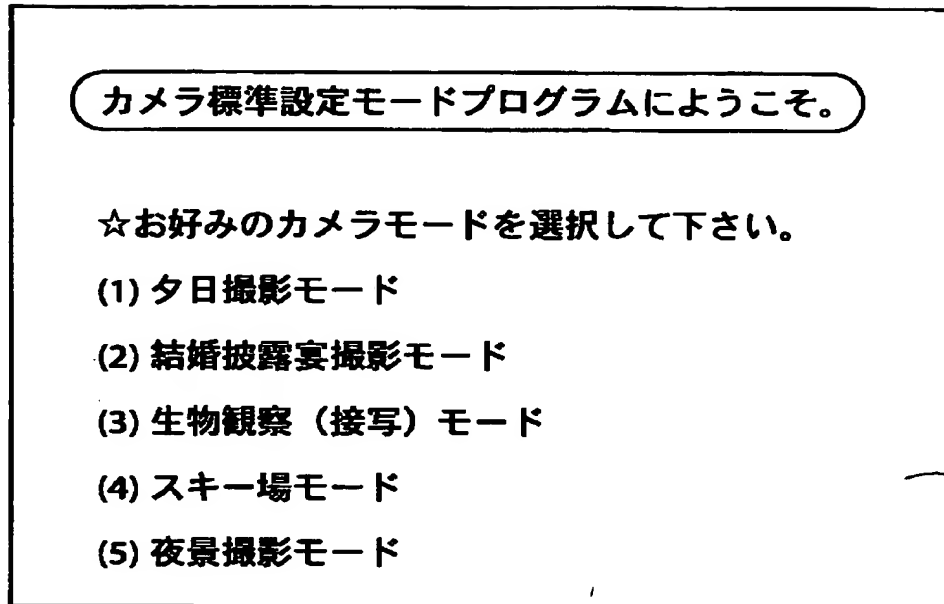 カメラ標準設定モードプログラムにようこそ。
☆お好みのカメラモードを選択して下さい。
(1) 夕日撮影モード
(2) 結婚披露宴撮影モード
(3) 生物観察（接写）モード
(4) スキー場モード
(5) 夜景撮影モード